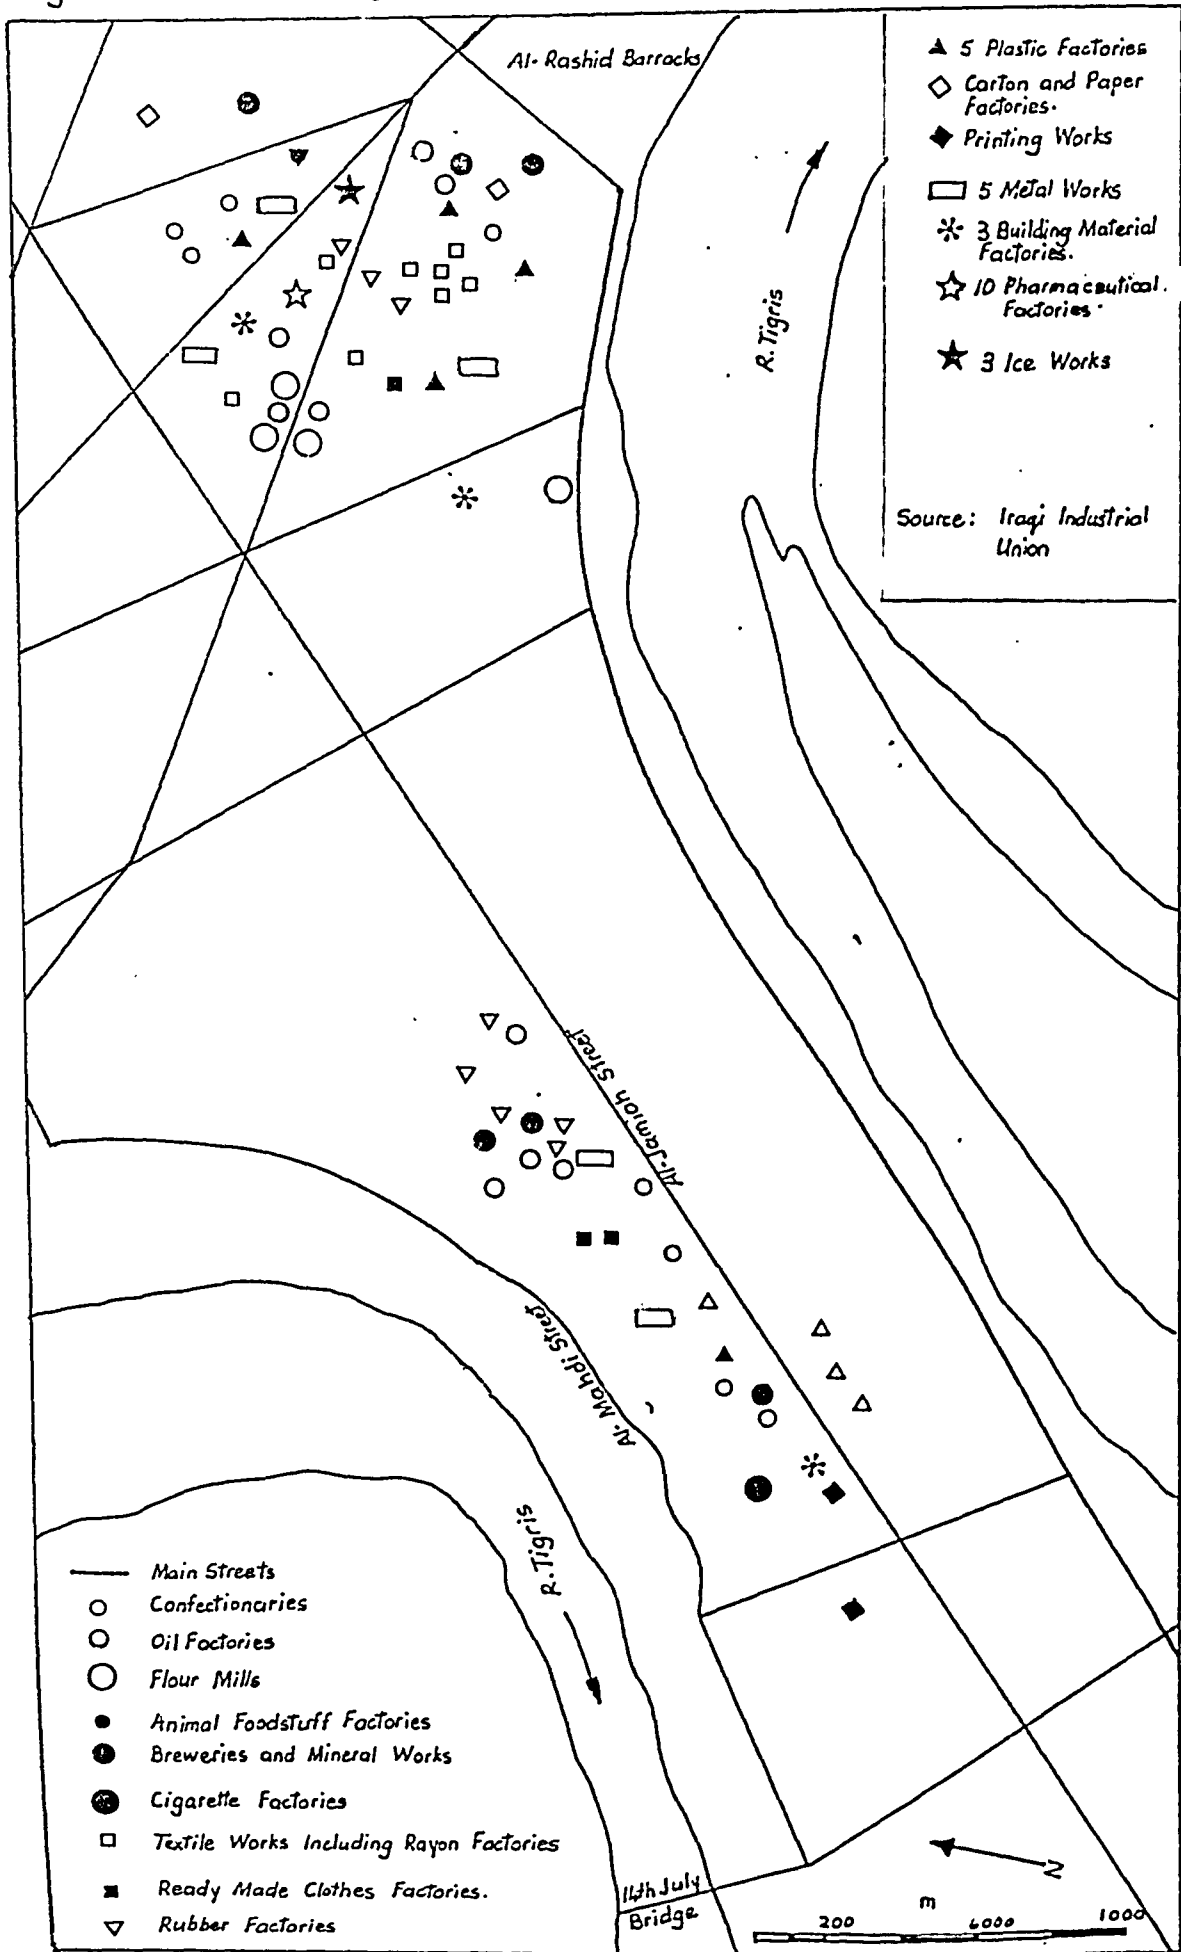 Al-Rashid Barracks
5 Plastic Factories
Carton and Paper
Factories.
Printing Works
5 Metal Works
3 Building Material
Factories.
10 Pharmaceutical.
Factories.
3 Ice Works
Source: Iraqi Industrial
Union
R. Tigris
Al-Jamiah Street
Al-Mahdi Street
R. Tigris
Main Streets
Confectionaries
Oil Factories
Flour Mills
Animal Foodstuff Factories
Breweries and Mineral Works
Cigarette Factories
Textile Works Including Rayon Factories
Ready Made Clothes Factories.
Rubber Factories
14th July
Bridge
N
m
200 6000 1000